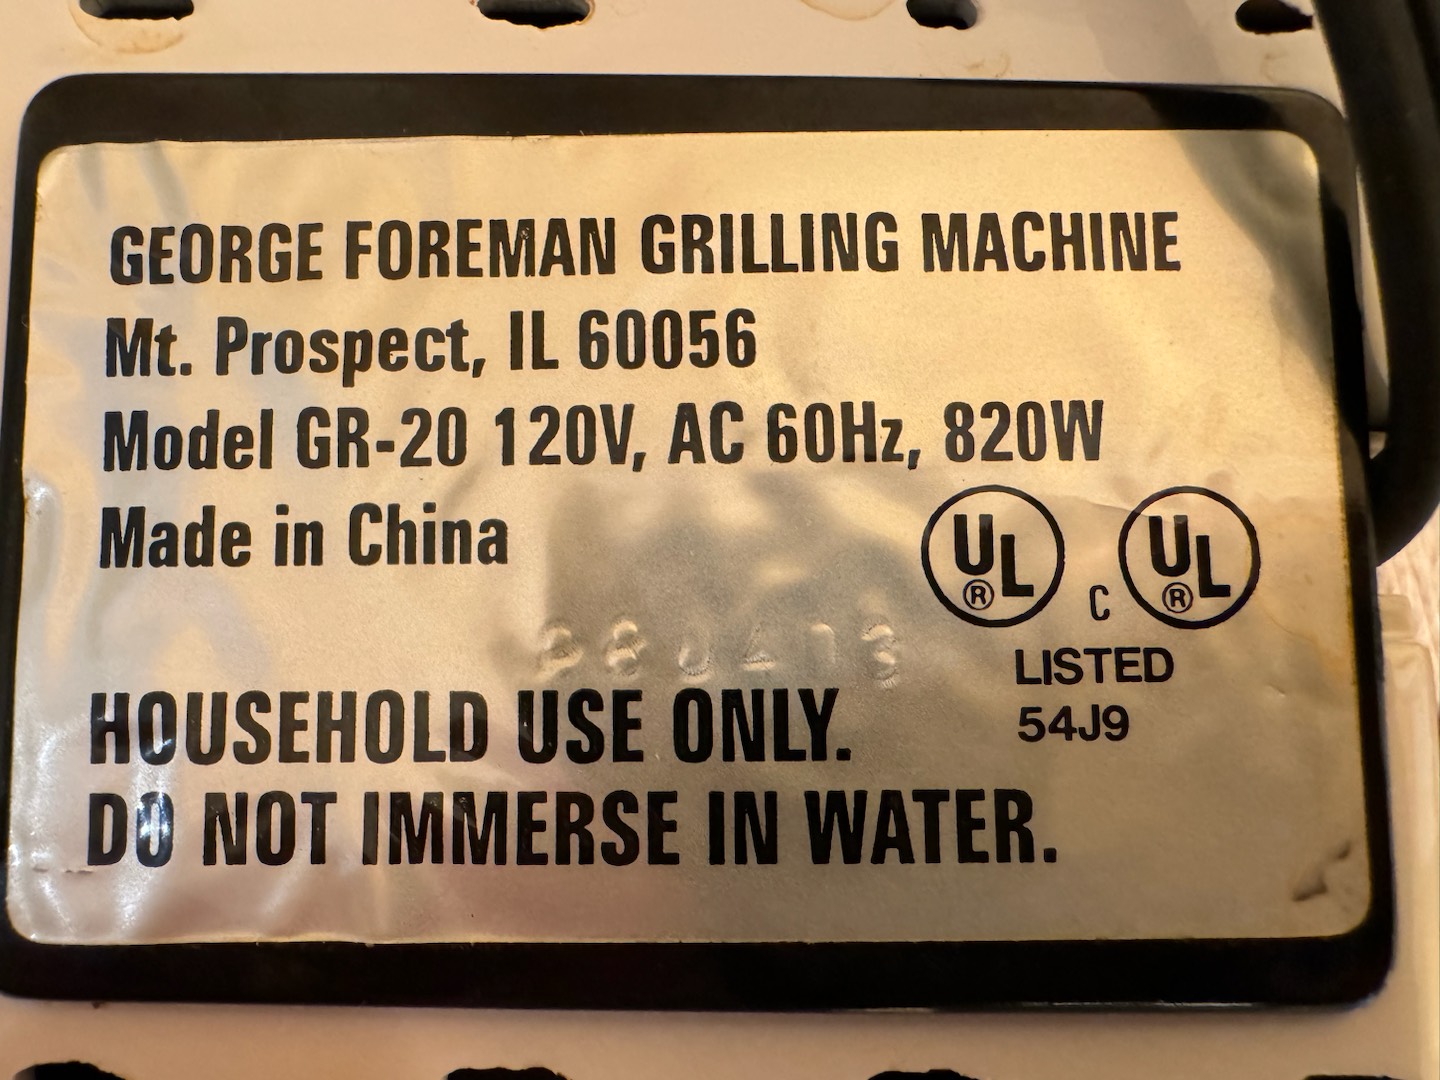 GEORGE FOREMAN GRILLING MACHINE
Mt. Prospect, IL 60056
Model GR-20 120V, AC 60Hz, 820W
Made in China
UL® C UL®
LISTED
54J9
HOUSEHOLD USE ONLY.
DO NOT IMMERSE IN WATER.